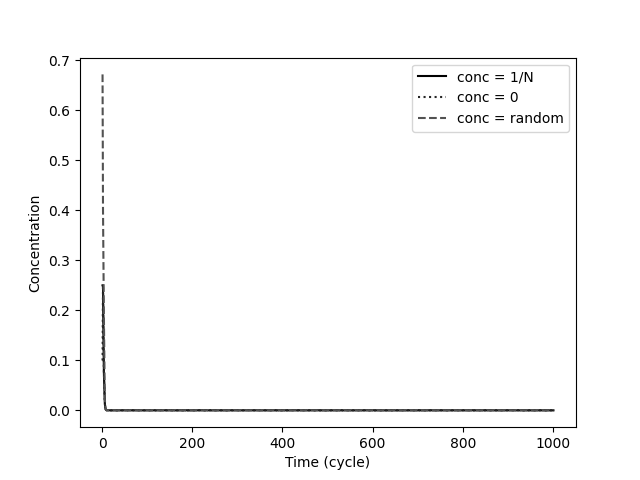 0.7
0.6
0.5
0.4
0.3
0.2
0.1
0.0
Concentration
conc = 1/N
conc = 0
conc = random
0 200 400 600 800 1000
Time (cycle)